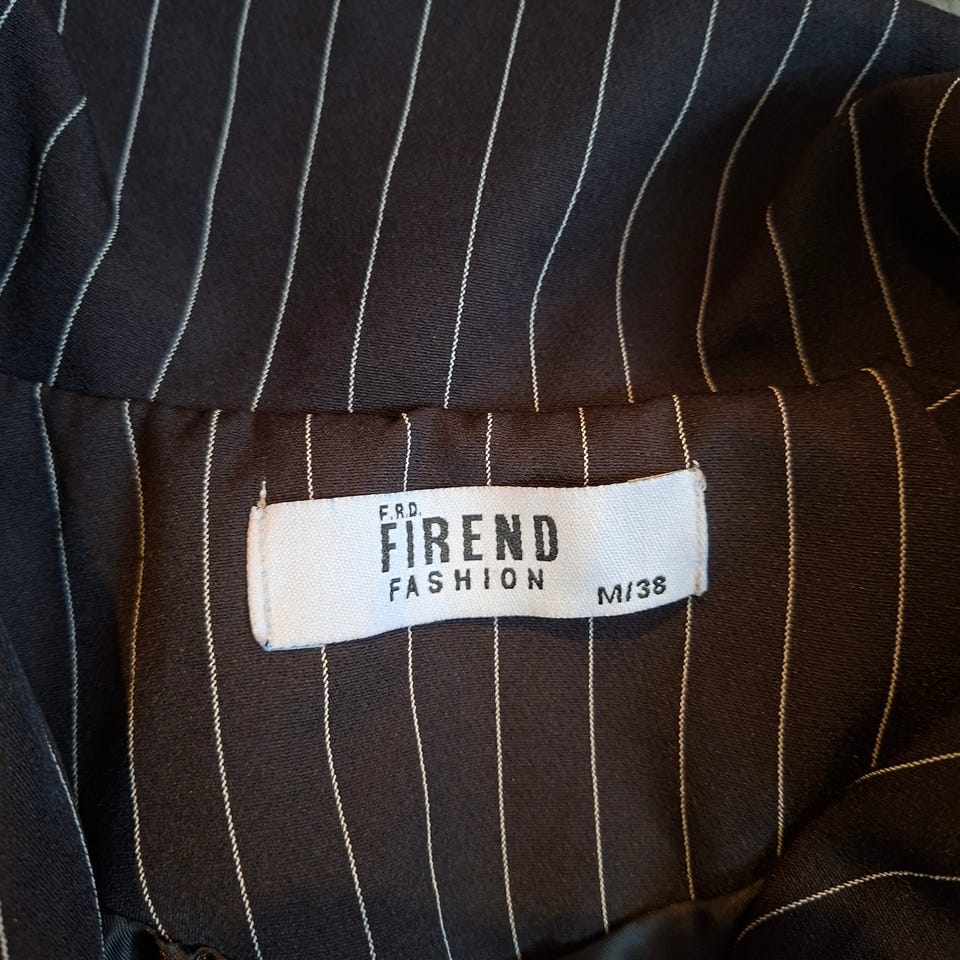 F.R.D.
FIREND
FASHION
M/38